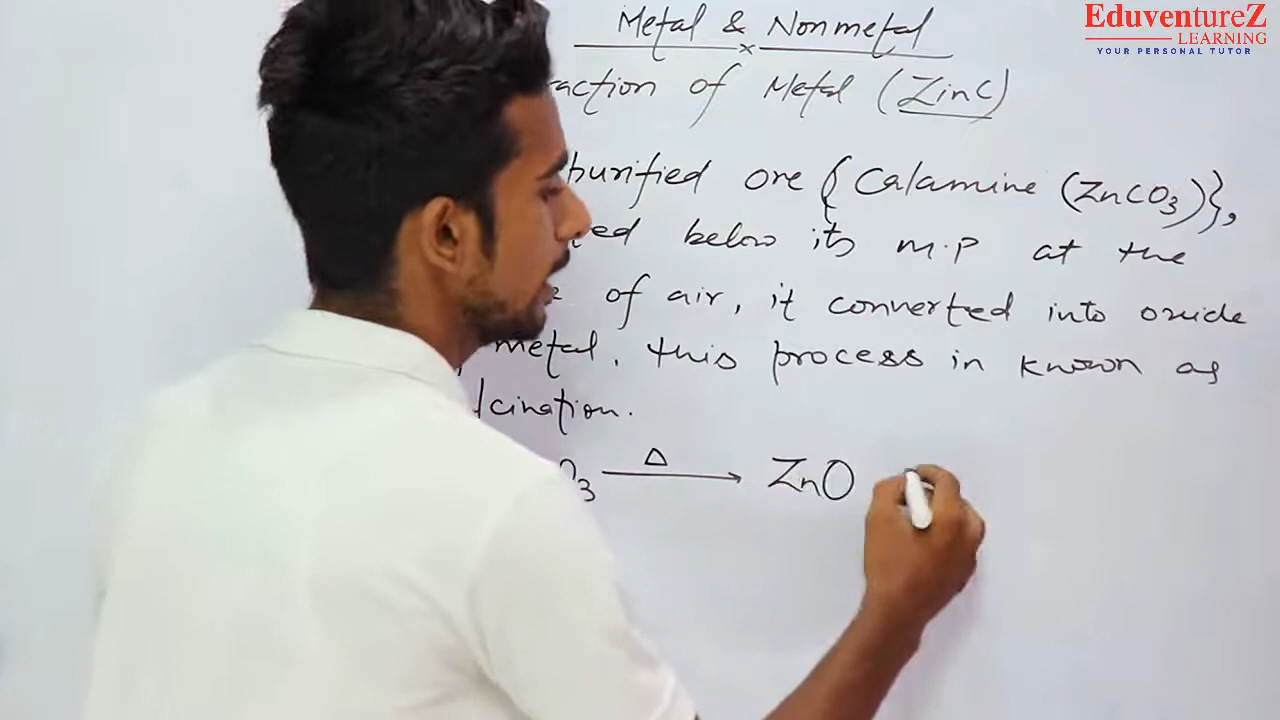 EduventureZ
LEARNING
YOUR PERSONAL TUTOR
Metal & Nonmetal
x
raction of Metal (Zinc)
purified ore {Calamine (ZnCO3)},
ed below its m.p at the
of air, it converted into oxide
metal. this process in known as
lcination.
O3 Δ→ ZnO